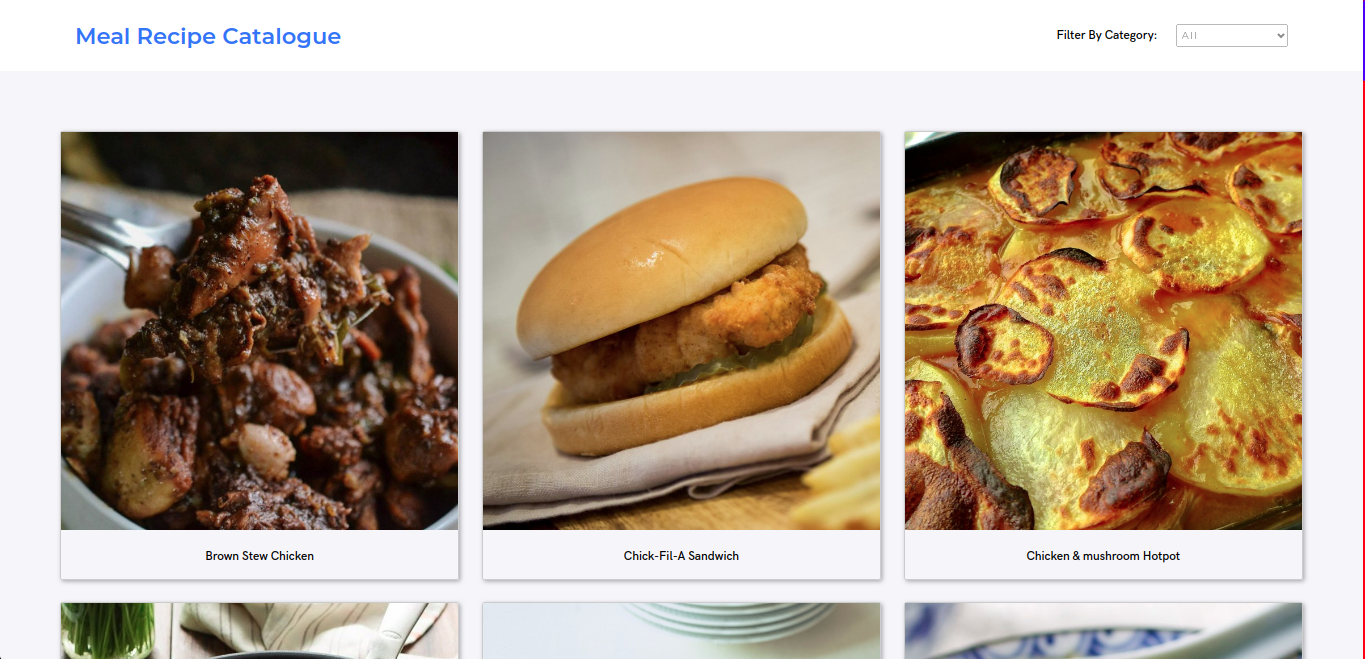 Meal Recipe Catalogue
Filter By Category:
All
Brown Stew Chicken
Chick-Fil-A Sandwich
Chicken & mushroom Hotpot